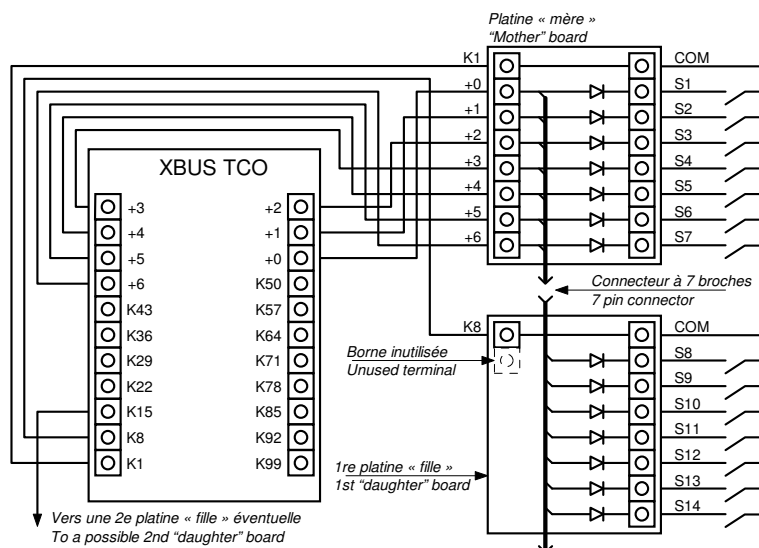 Platine « mère »
“Mother” board
K1
+0
+1
+2
+3
+4
+5
+6
COM
S1
S2
S3
S4
S5
S6
S7
XBUS TCO
+3
+4
+5
+6
K43
K36
K29
K22
K15
K8
K1
+2
+1
+0
K50
K57
K64
K71
K78
K85
K92
K99
Connecteur à 7 broches
7 pin connector
K8
Borne inutilisée
Unused terminal
COM
S8
S9
S10
S11
S12
S13
S14
1re platine « fille »
1st “daughter” board
Vers une 2e platine « fille » éventuelle
To a possible 2nd “daughter” board